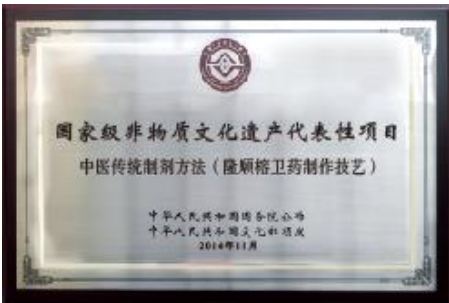 国家级非物质文化遗产代表性项目
中医传统制剂方法（隆顺榕卫药制作技艺）
中华人民共和国国务院公布
中华人民共和国文化部颁发
2014年11月